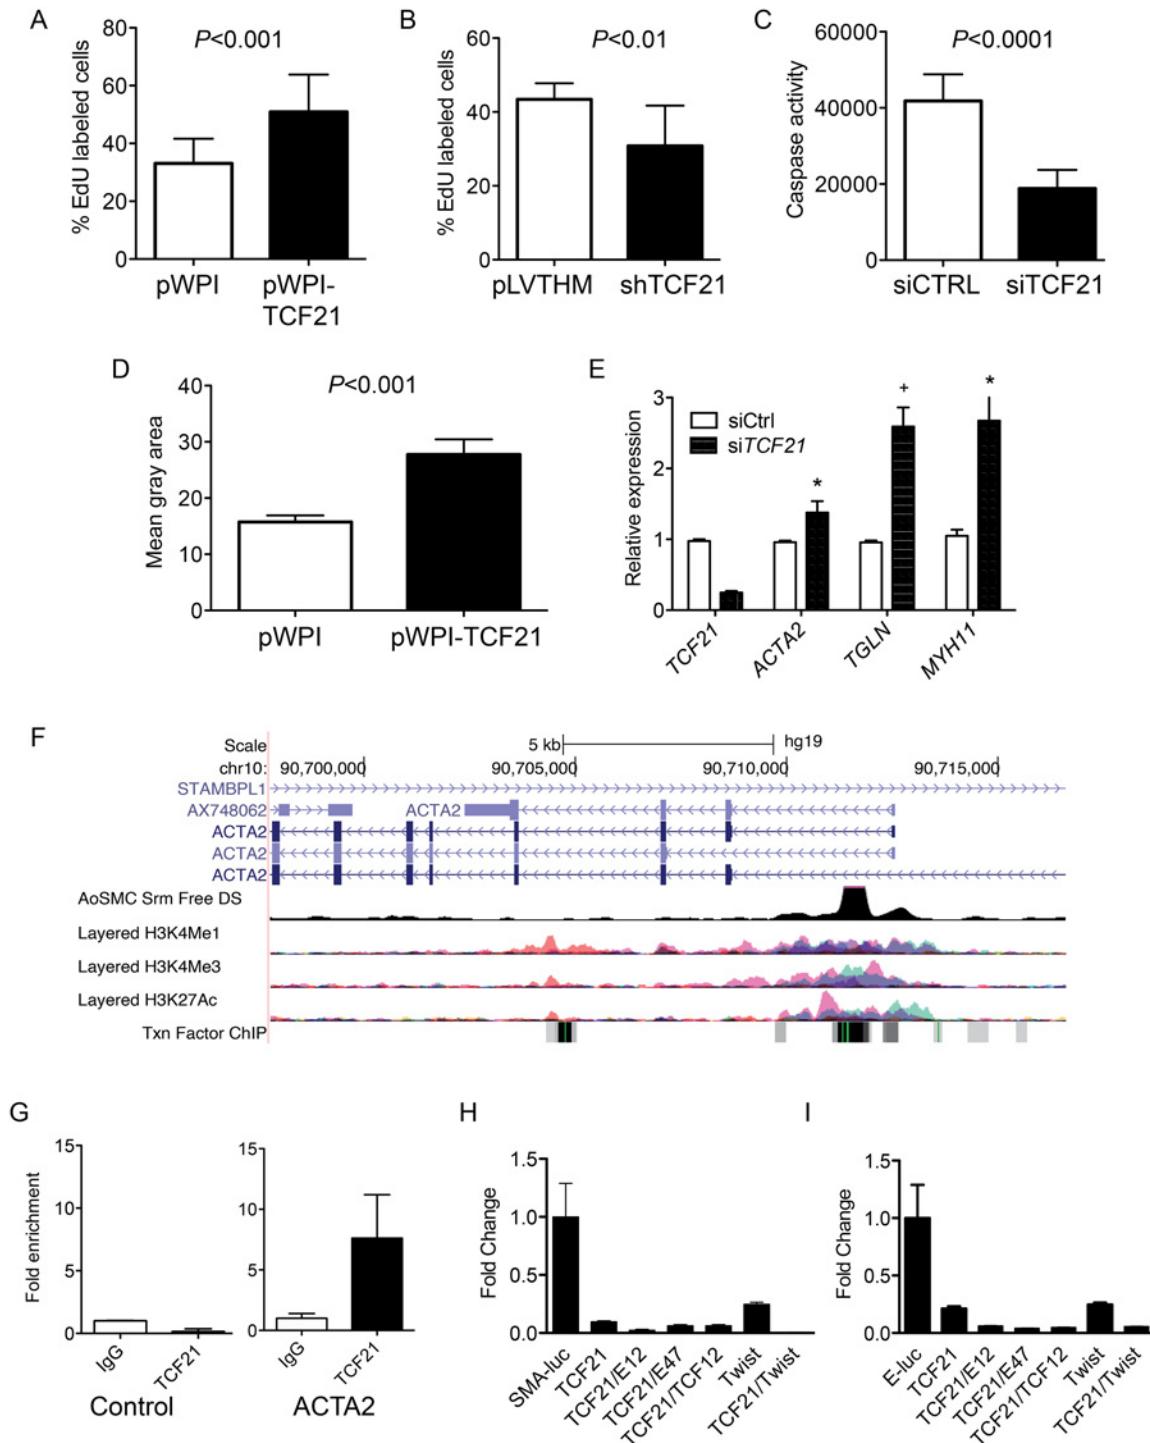 A
P<0.001
% EdU labeled cells
80
60
40
20
0
pWPI
pWPI-
TCF21
B
P<0.01
% EdU labeled cells
60
40
20
0
pLVTHM
shTCF21
C
P<0.0001
Caspase activity
60000
40000
20000
0
siCTRL
siTCF21
D
P<0.001
Mean gray area
40
30
20
10
0
pWPI
pWPI-TCF21
E
Relative expression
3
2
1
0
siCtrl
siTCF21
*
+
*
TCF21
ACTA2
TGLN
MYH11
F
Scale
5 kb
hg19
chr10:
90,700,000
90,705,000
90,710,000
90,715,000
STAMBPL1
AX748062
ACTA2
ACTA2
ACTA2
ACTA2
AoSMC Srm Free DS
Layered H3K4Me1
Layered H3K4Me3
Layered H3K27Ac
Txn Factor ChIP
G
Fold enrichment
15
10
5
0
IgG
TCF21
Control
15
10
5
0
IgG
TCF21
ACTA2
H
Fold Change
1.5
1.0
0.5
0.0
SMA-luc
TCF21
TCF21/E12
TCF21/E47
TCF21/TCF12
Twist
TCF21/Twist
I
Fold Change
1.5
1.0
0.5
0.0
E-luc
TCF21
TCF21/E12
TCF21/E47
TCF21/TCF12
Twist
TCF21/Twist